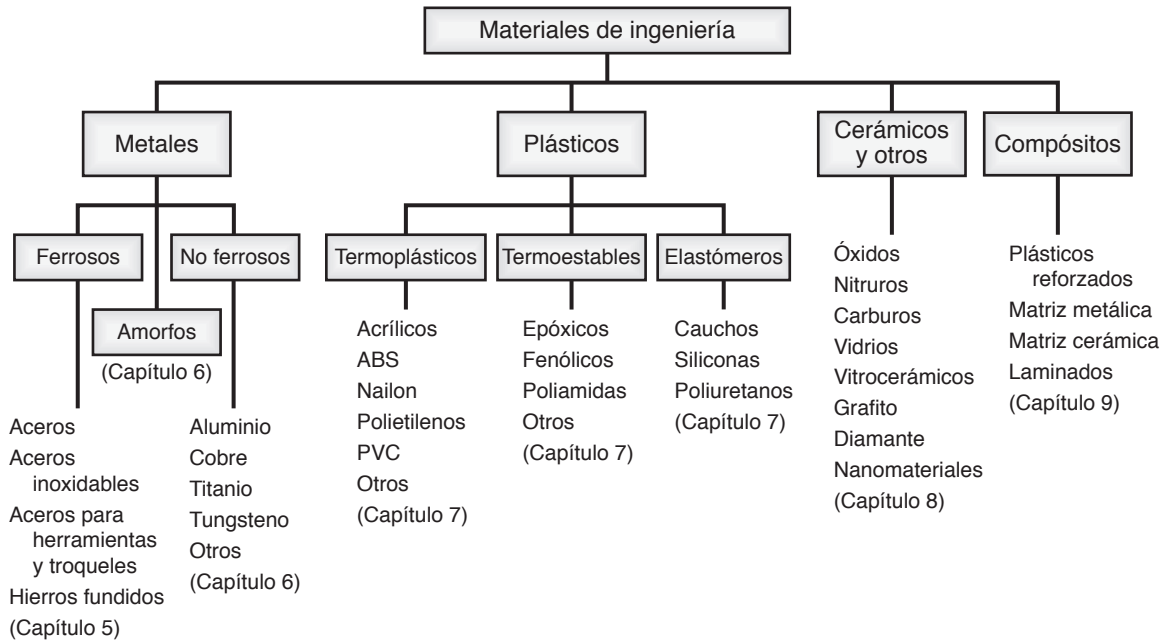 Materiales de ingeniería
Metales
Plásticos
Cerámicos
y otros
Compósitos
Ferrosos
No ferrosos
Amorfos
(Capítulo 6)
Aceros
Aceros
inoxidables
Aceros para
herramientas
y troqueles
Hierros fundidos
(Capítulo 5)
Aluminio
Cobre
Titanio
Tungsteno
Otros
(Capítulo 6)
Termoplásticos
Acrílicos
ABS
Nailon
Polietilenos
PVC
Otros
(Capítulo 7)
Termoestables
Epóxicos
Fenólicos
Poliamidas
Otros
(Capítulo 7)
Elastómeros
Cauchos
Siliconas
Poliuretanos
(Capítulo 7)
Óxidos
Nitruros
Carburos
Vidrios
Vitrocerámicos
Grafito
Diamante
Nanomateriales
(Capítulo 8)
Plásticos
reforzados
Matriz metálica
Matriz cerámica
Laminados
(Capítulo 9)